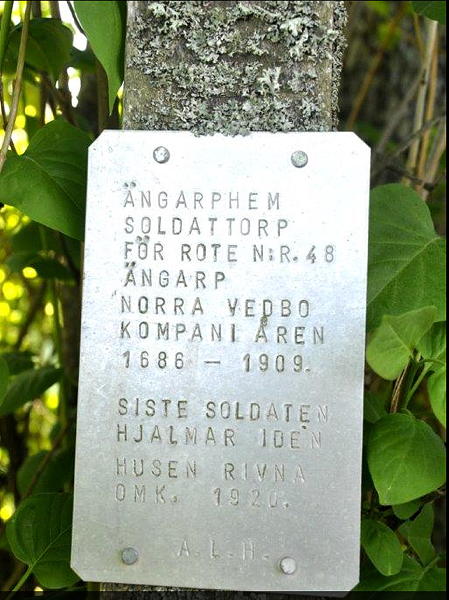 ÄNGARPHEM
SOLDATTORP
FÖR ROTE N:R. 48
ÄNGARP
NORRA VEDBO
KOMPANI ÅREN
1686 – 1909.
SISTE SOLDATEN
HJALMAR IDEN
HUSEN RIVNA
OMK. 1920.
A.L.H.